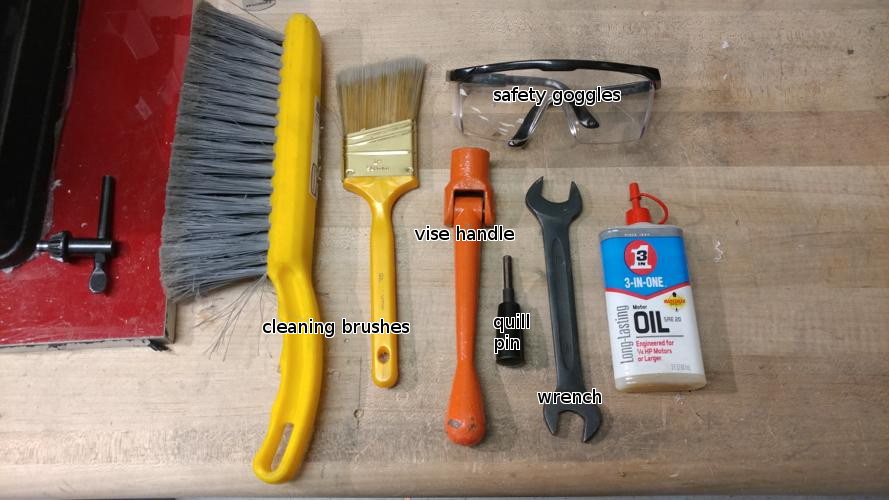 safety goggles
vise handle
cleaning brushes
quill
pin
wrench
3
IN
3-IN-ONE
Motor
OIL SAE 20
Long-Lasting
Engineered for
1/4 HP Motors
or Larger